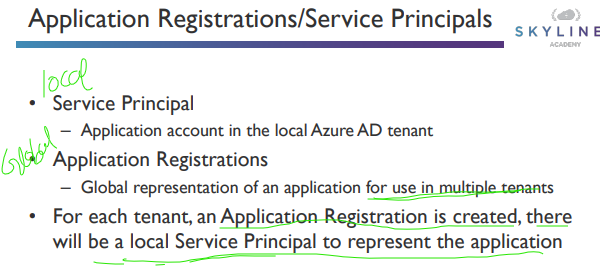 Application Registrations/Service Principals
SKYLINE
ACADEMY
local
• Service Principal
– Application account in the local Azure AD tenant
Global
• Application Registrations
– Global representation of an application for use in multiple tenants
• For each tenant, an Application Registration is created, there
will be a local Service Principal to represent the application